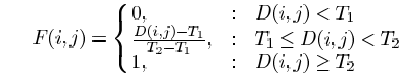 F(i,j) = { 0, : D(i,j) < T₁
(D(i,j)−T₁)/(T₂−T₁), : T₁ ≤ D(i,j) < T₂
1, : D(i,j) ≥ T₂